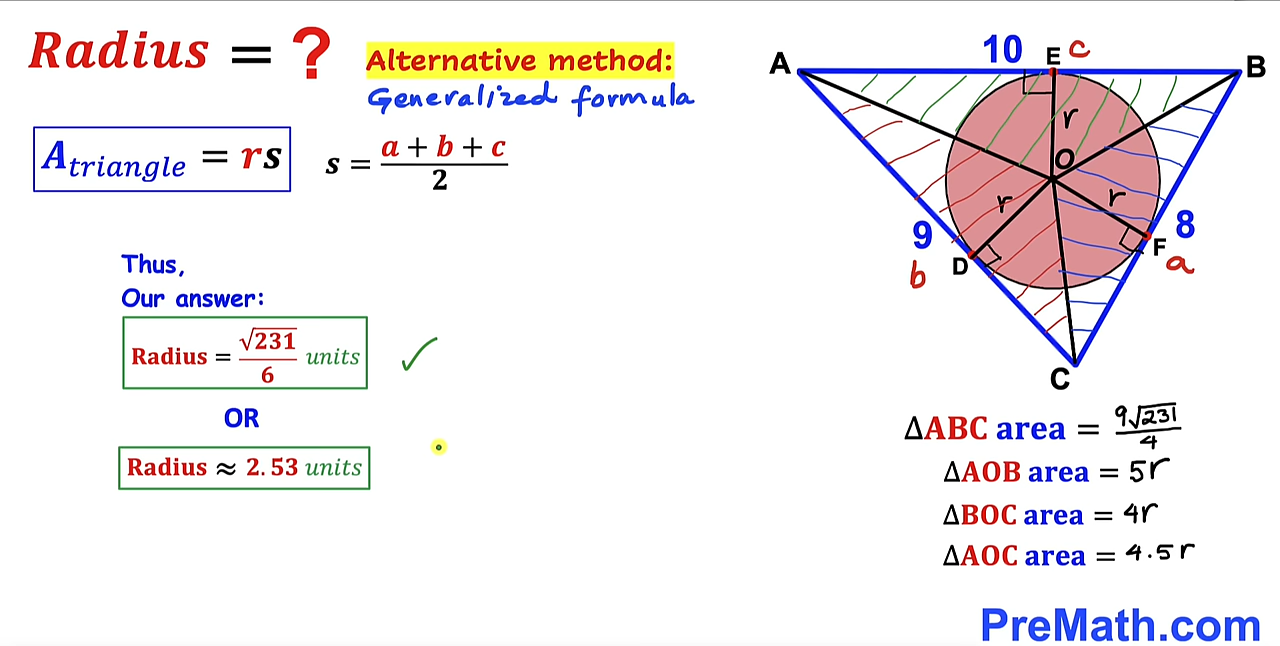 Radius = ?
Alternative method:
Generalized formula
A_triangle = rs
s = (a + b + c)/2
Thus,
Our answer:
Radius = √231/6 units ✓
OR
Radius ≈ 2.53 units
10 E c
A
B
r
O
r
r
9
8
b
D
F
a
C
ΔABC area = 9√231/4
ΔAOB area = 5r
ΔBOC area = 4r
ΔAOC area = 4.5r
PreMath.com